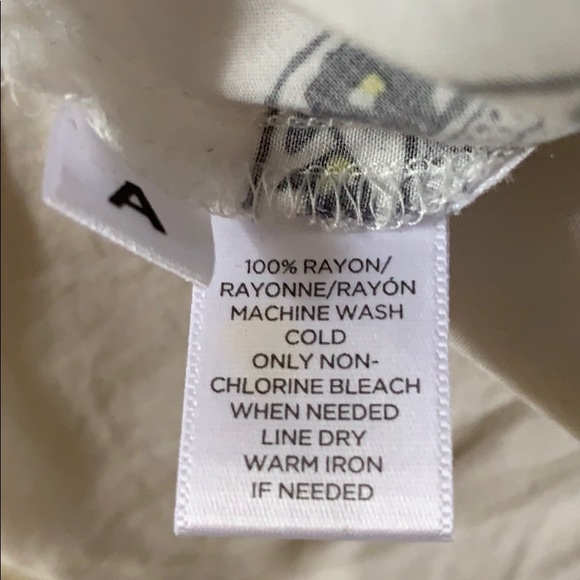 A
100% RAYON/
RAYONNE/RAYÓN
MACHINE WASH
COLD
ONLY NON-
CHLORINE BLEACH
WHEN NEEDED
LINE DRY
WARM IRON
IF NEEDED